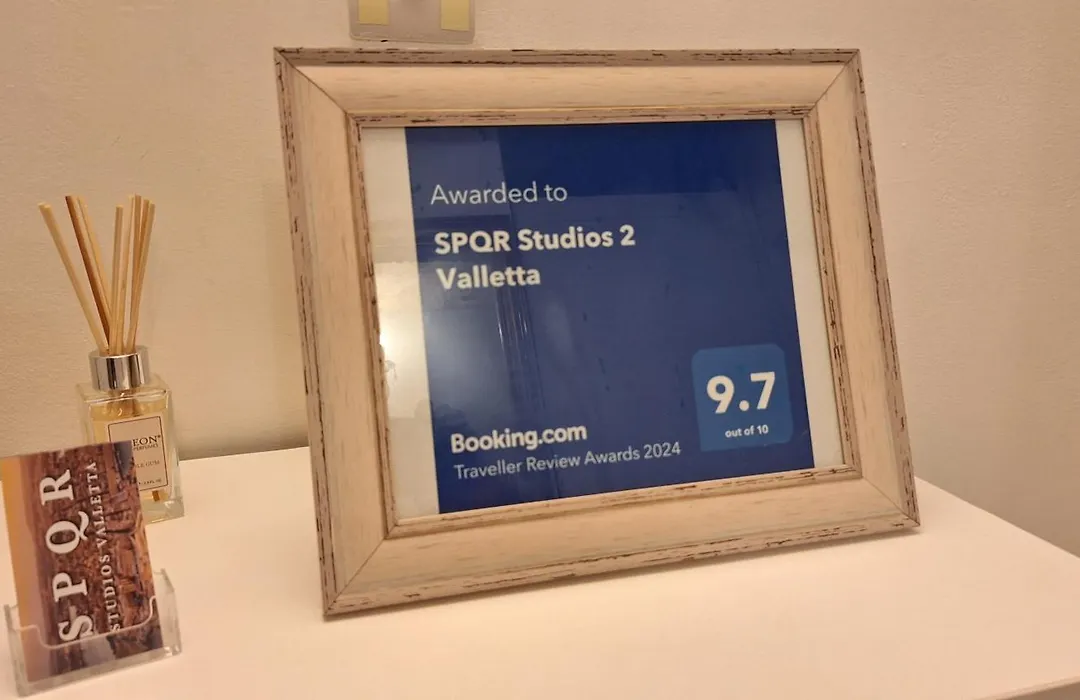 Awarded to
SPQR Studios 2
Valletta
9.7
out of 10
Booking.com
Traveller Review Awards 2024
SPQR
STUDIOS VALLETTA